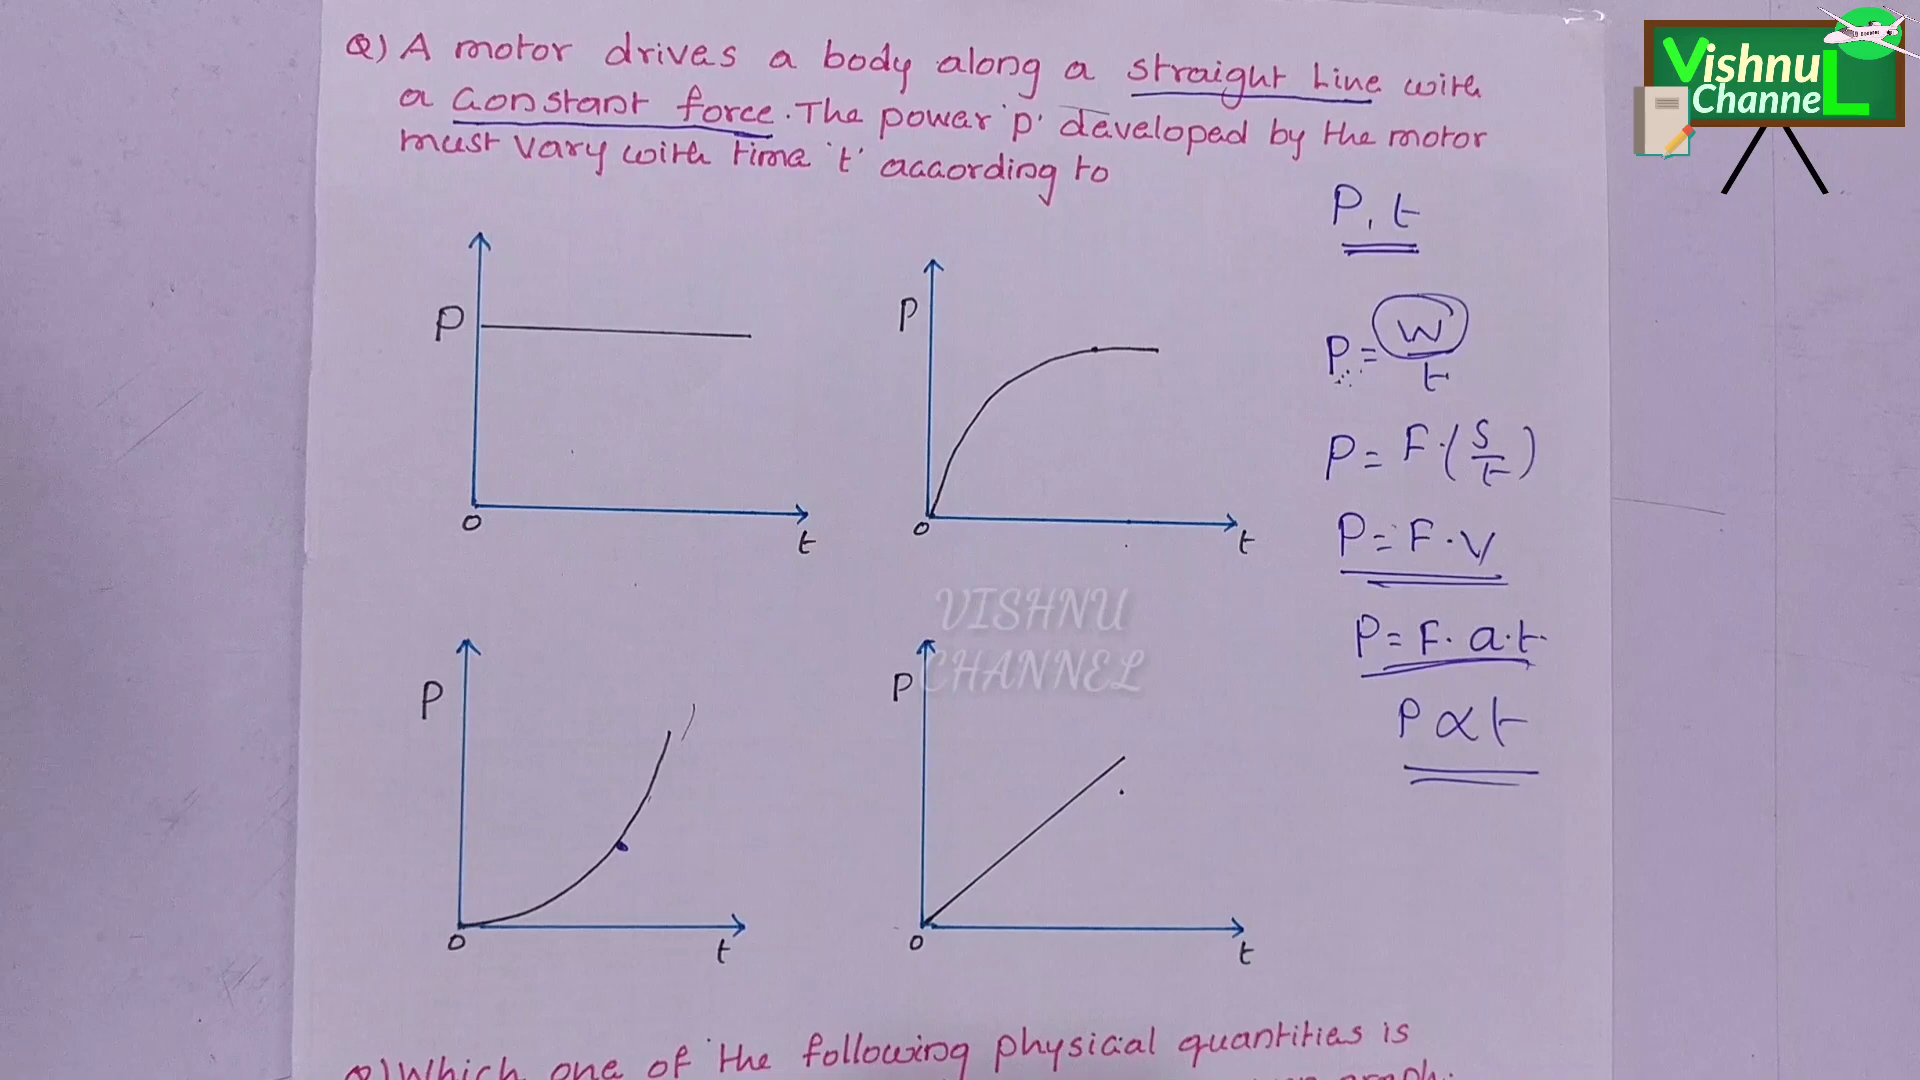 Q) A motor drives a body along a straight line with
a constant force. The power 'p' developed by the motor
must vary with time 't' according to
P, t
P
O
t
P
O
t
P = W/t
P = F.(s/t)
P = F.v
P = F.a.t.
P ∝ t
P
O
t
P
O
t
VISHNU
CHANNEL
Q) Which one of the following physical quantities is
graph.
Vishnu
ChanneL